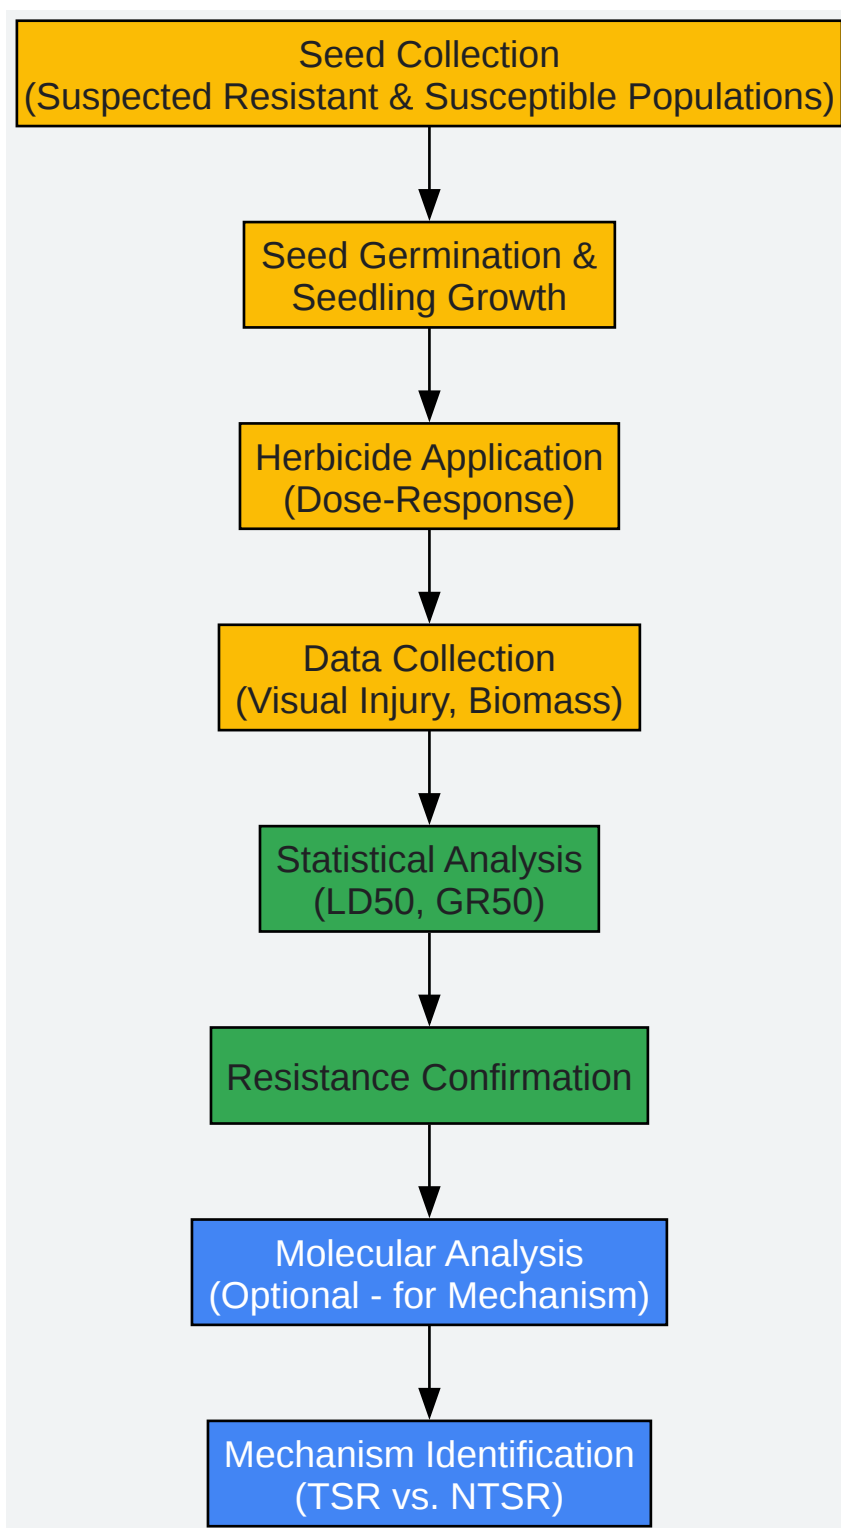 Seed Collection
(Suspected Resistant & Susceptible Populations)
Seed Germination &
Seedling Growth
Herbicide Application
(Dose-Response)
Data Collection
(Visual Injury, Biomass)
Statistical Analysis
(LD50, GR50)
Resistance Confirmation
Molecular Analysis
(Optional - for Mechanism)
Mechanism Identification
(TSR vs. NTSR)